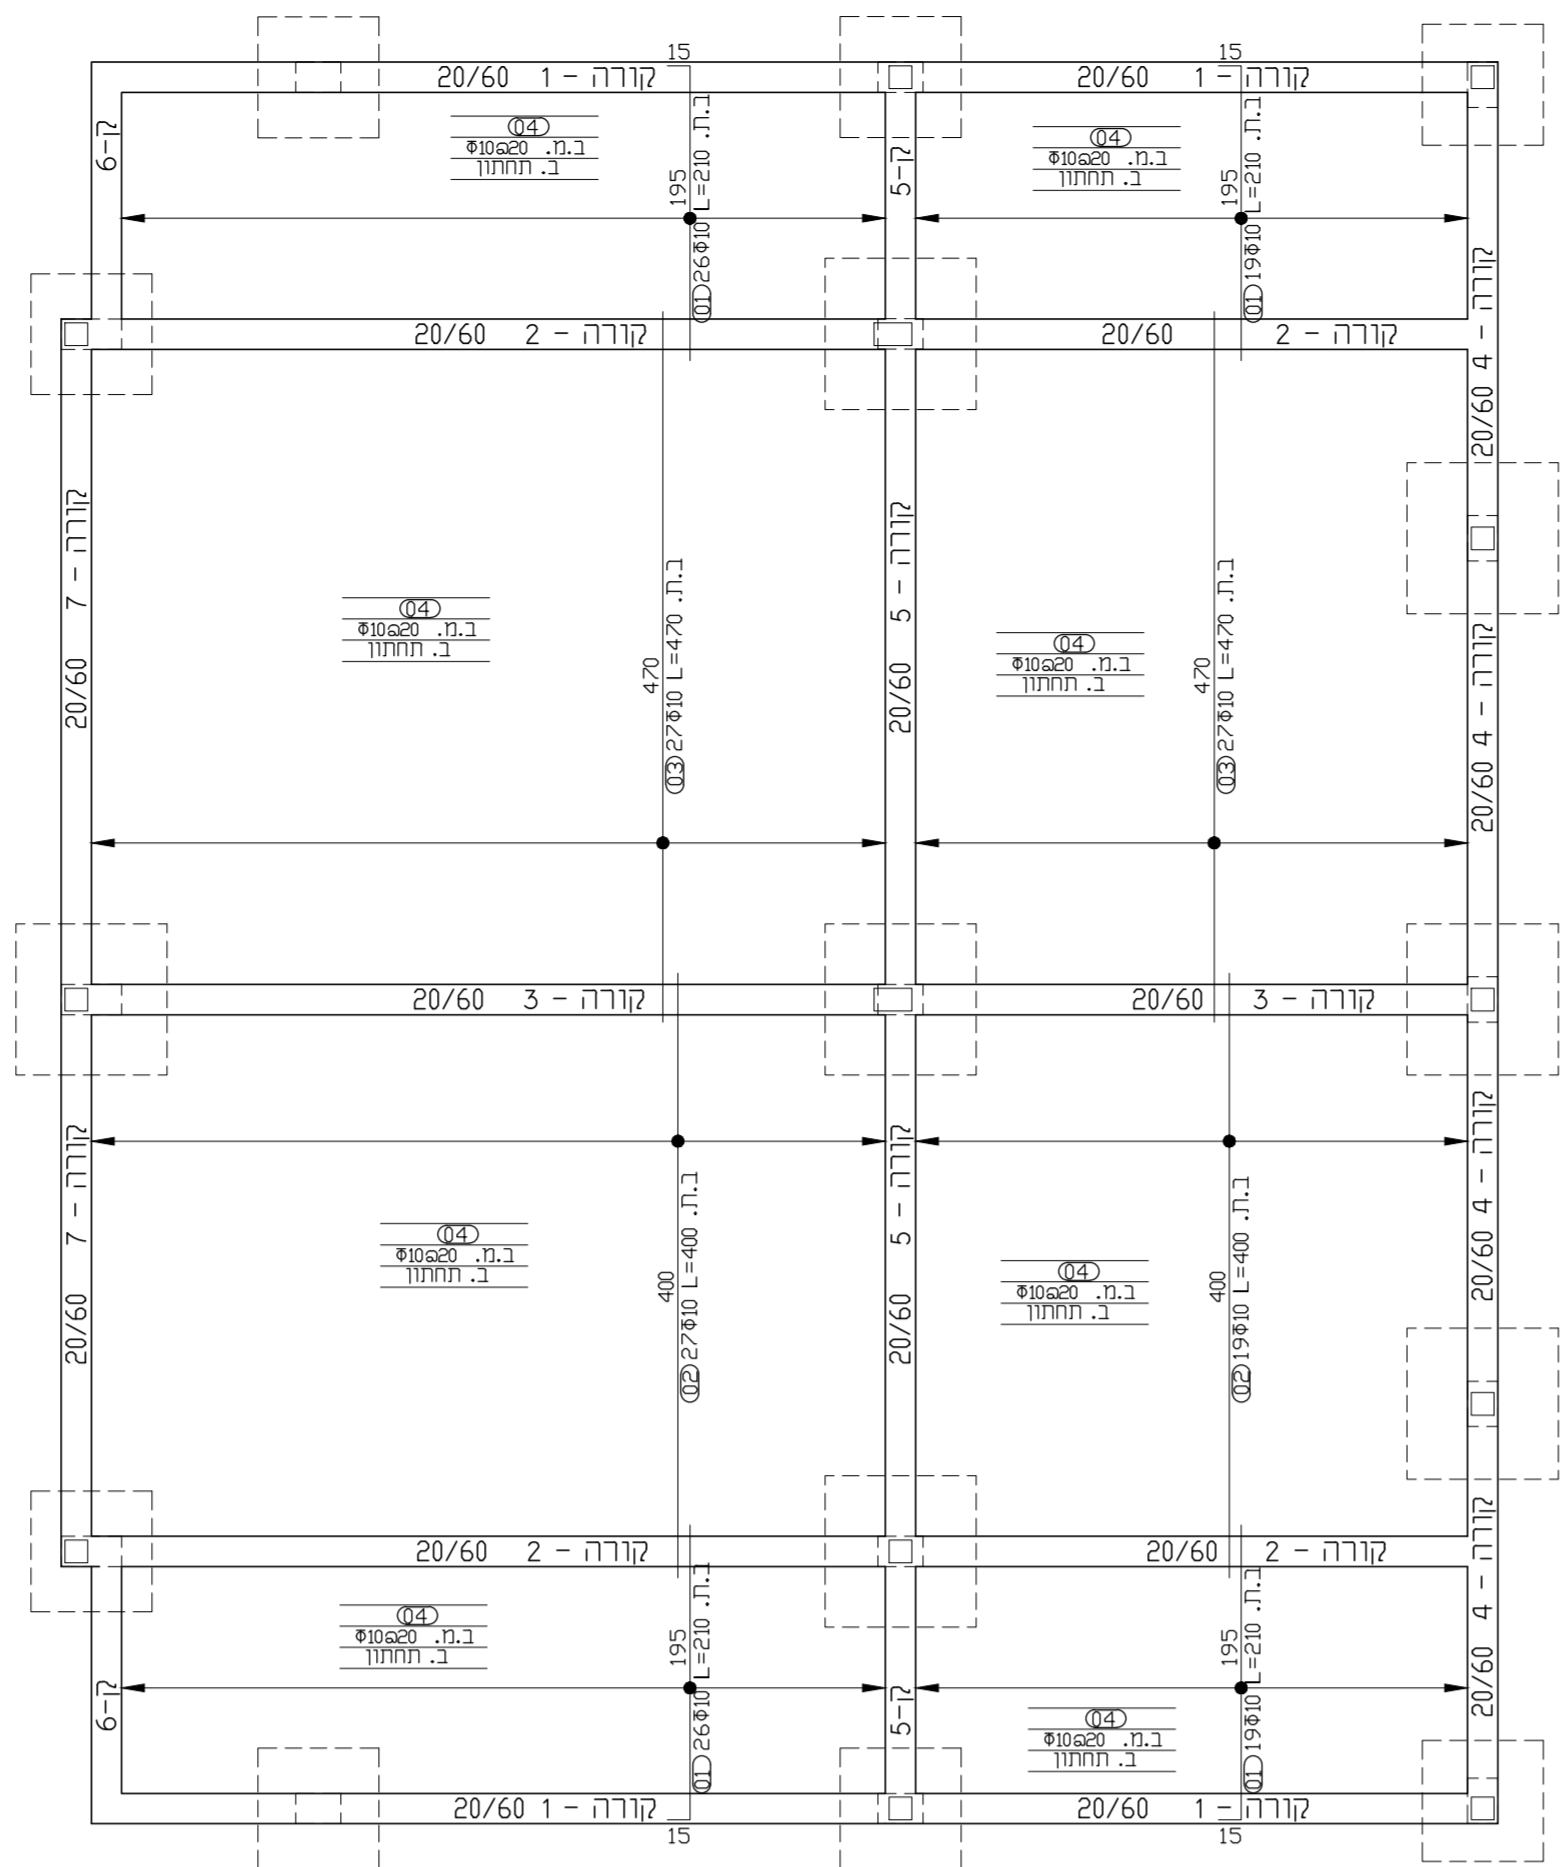 15
15
קורה - 1 20/60
קורה - 1 20/60
ק-6
04
ב.מ. Φ10@20
ב. תחתון
195
01 26Φ10 L=210 ב.ת.
ק-5
04
ב.מ. Φ10@20
ב. תחתון
195
01 19Φ10 L=210 ב.ת.
קורה - 4 20/60
קורה - 2 20/60
קורה - 2 20/60
קורה - 7 20/60
04
ב.מ. Φ10@20
ב. תחתון
470
03 27Φ10 L=470 ב.ת.
קורה - 5 20/60
04
ב.מ. Φ10@20
ב. תחתון
470
03 27Φ10 L=470 ב.ת.
קורה - 4 20/60
קורה - 3 20/60
קורה - 3 20/60
קורה - 7 20/60
04
ב.מ. Φ10@20
ב. תחתון
400
02 27Φ10 L=400 ב.ת.
קורה - 5 20/60
04
ב.מ. Φ10@20
ב. תחתון
400
02 19Φ10 L=400 ב.ת.
קורה - 4 20/60
קורה - 2 20/60
קורה - 2 20/60
ק-6
04
ב.מ. Φ10@20
ב. תחתון
195
01 26Φ10 L=210 ב.ת.
ק-5
04
ב.מ. Φ10@20
ב. תחתון
195
01 19Φ10 L=210 ב.ת.
קורה - 4 20/60
קורה - 1 20/60
קורה - 1 20/60
15
15